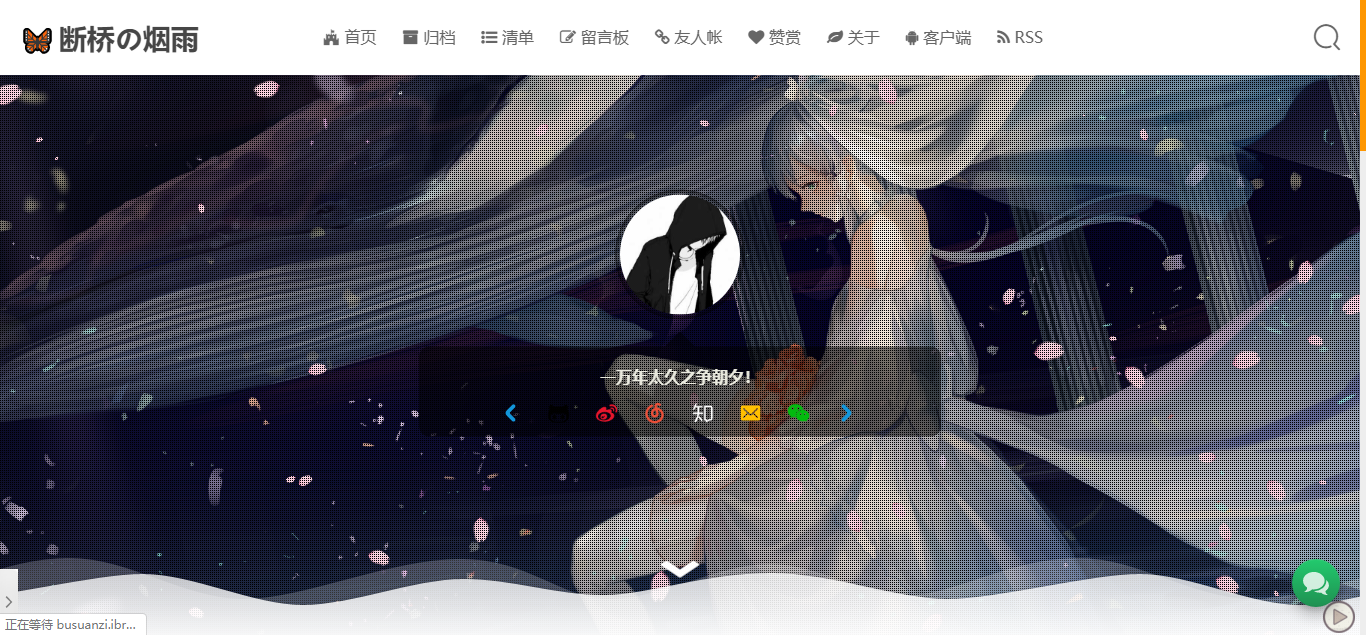 断桥の烟雨
首页 归档 清单 留言板 友人帐 赞赏 关于 客户端 RSS
—万年太久之争朝夕!
知
正在等待 busuanzi.ibr...